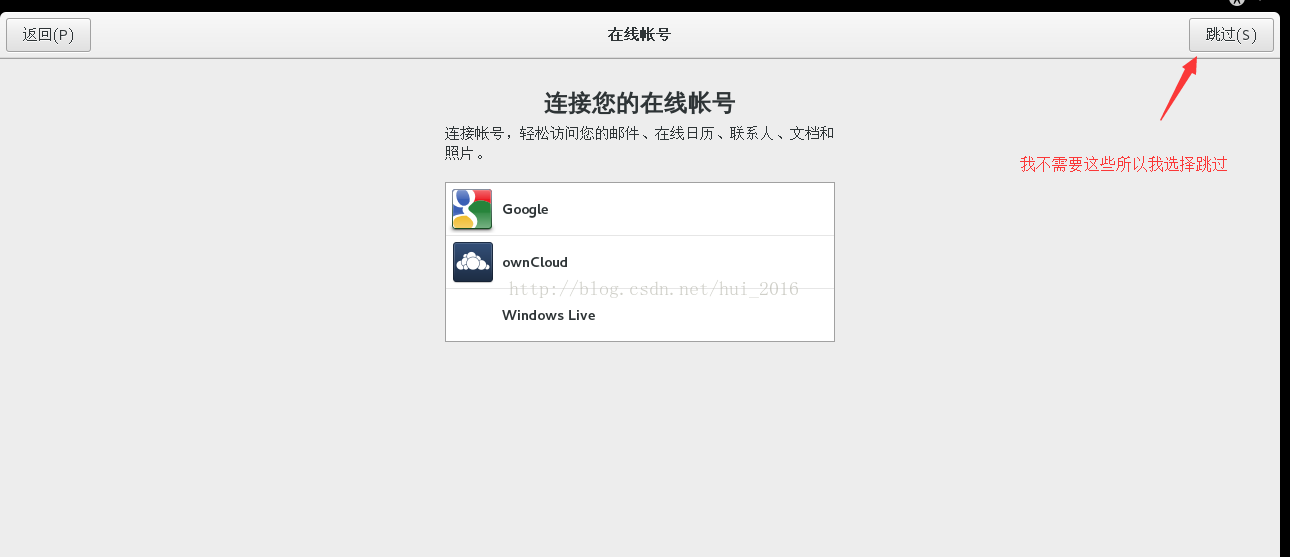 返回(P)
在线帐号
跳过(S)
连接您的在线帐号
连接帐号，轻松访问您的邮件、在线日历、联系人、文档和
照片。
我不需要这些所以我选择跳过
Google
ownCloud
http://blog.csdn.net/hui_2016
Windows Live